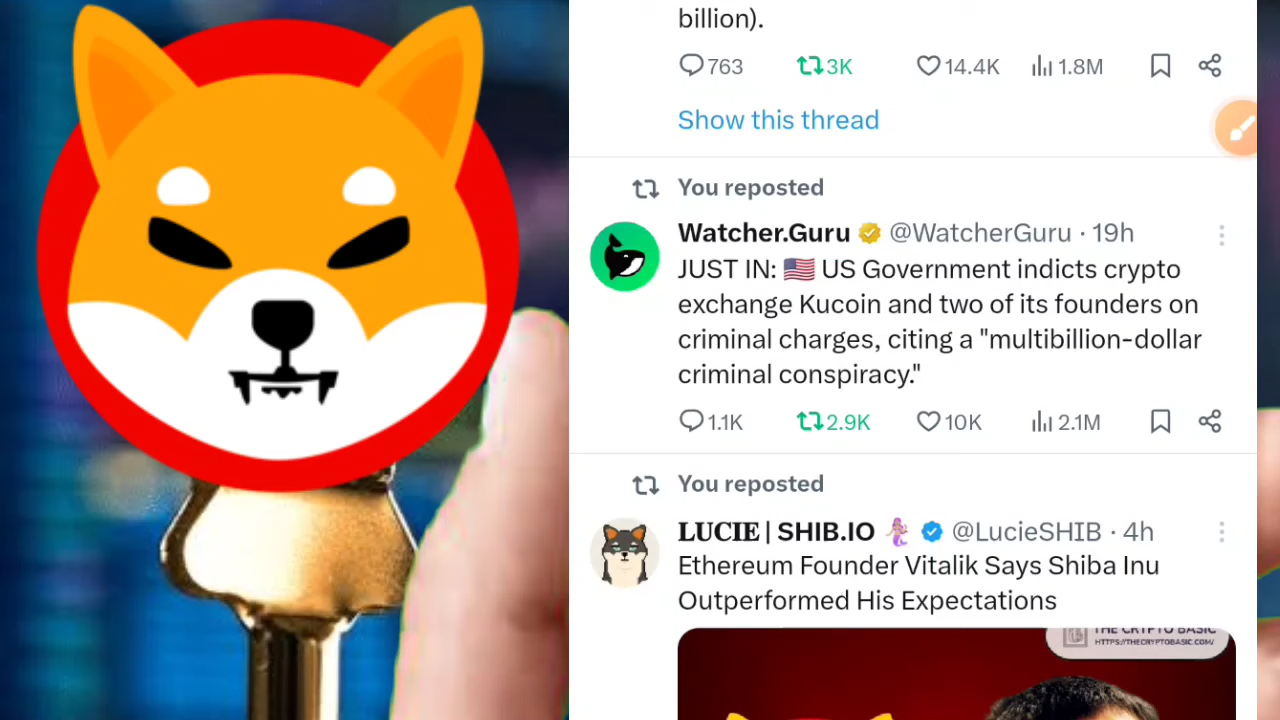 billion).
763 3K 14.4K 1.8M
Show this thread
You reposted
Watcher.Guru @WatcherGuru · 19h
JUST IN: 🇺🇸 US Government indicts crypto
exchange Kucoin and two of its founders on
criminal charges, citing a "multibillion-dollar
criminal conspiracy."
1.1K 2.9K 10K 2.1M
You reposted
LUCIE | SHIB.IO 🧜‍♀️ @LucieSHIB · 4h
Ethereum Founder Vitalik Says Shiba Inu
Outperformed His Expectations
THE CRYPTO BASIC
HTTPS://THECRYPTOBASIC.COM/